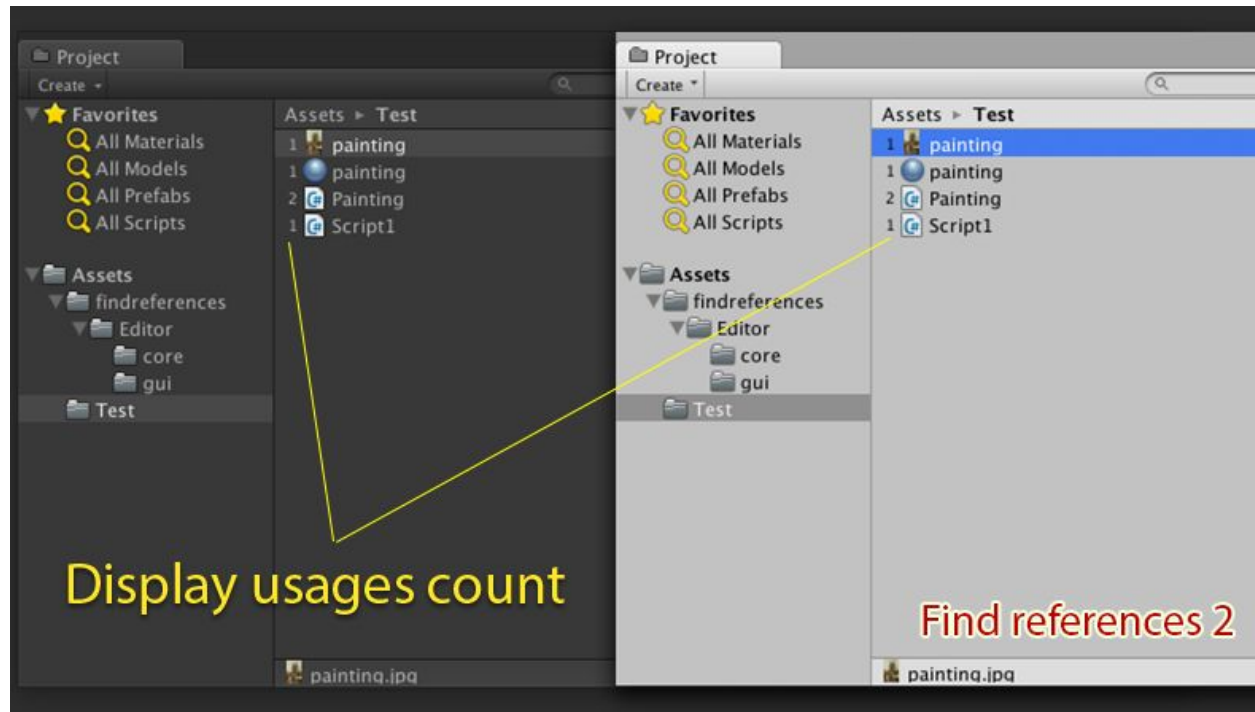 Project
Create
Favorites
All Materials
All Models
All Prefabs
All Scripts
Assets
findreferences
Editor
core
gui
Test
Assets ▸ Test
1 painting
1 painting
2 Painting
1 Script1
painting.jpg
Display usages count
Project
Create
Favorites
All Materials
All Models
All Prefabs
All Scripts
Assets
findreferences
Editor
core
gui
Test
Assets ▸ Test
1 painting
1 painting
2 Painting
1 Script1
Find references 2
painting.jpg